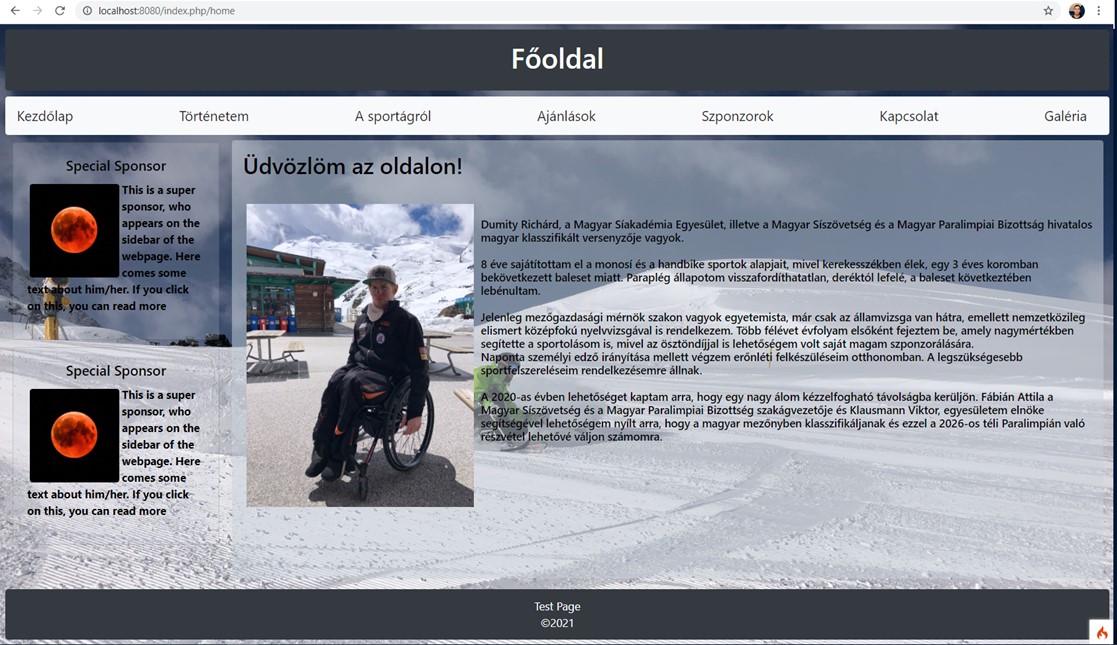 localhost:8080/index.php/home
Főoldal
Kezdőlap Történetem A sportágról Ajánlások Szponzorok Kapcsolat Galéria
Special Sponsor
This is a super
sponsor, who
appears on the
sidebar of the
webpage. Here
comes some
text about him/her. If you click
on this, you can read more
Special Sponsor
This is a super
sponsor, who
appears on the
sidebar of the
webpage. Here
comes some
text about him/her. If you click
on this, you can read more
Üdvözlöm az oldalon!
Dumity Richárd, a Magyar Síakadémia Egyesület, illetve a Magyar Síszövetség és a Magyar Paralimpiai Bizottság hivatalos
magyar klasszifikált versenyzője vagyok.
8 éve sajátítottam el a monosí és a handbike sportok alapjait, mivel kerekesszékben élek, egy 3 éves koromban
bekövetkezett baleset miatt. Paraplég állapotom visszafordíthatatlan, deréktól lefelé, a baleset következtében
lebénultam.
Jelenleg mezőgazdasági mérnök szakon vagyok egyetemista, már csak az államvizsga van hátra, emellett nemzetközileg
elismert középfokú nyelvvizsgával is rendelkezem. Több félévet évfolyam elsőként fejeztem be, amely nagymértékben
segítette a sportolásom is, mivel az ösztöndíjjal is lehetőségem volt saját magam szponzorálására.
Naponta személyi edző irányítása mellett végzem erőnléti felkészüléseim otthonomban. A legszükségesebb
sportfelszereléseim rendelkezésemre állnak.
A 2020-as évben lehetőséget kaptam arra, hogy egy nagy álom kézzelfogható távolságba kerüljön. Fábián Attila a
Magyar Síszövetség és a Magyar Paralimpiai Bizottság szakágvezetője és Klausmann Viktor, egyesületem elnöke
segítségével lehetőségem nyílt arra, hogy a magyar mezőnyben klasszifikáljanak és ezzel a 2026-os téli Paralimpián való
részvétel lehetővé váljon számomra.
Test Page
©2021